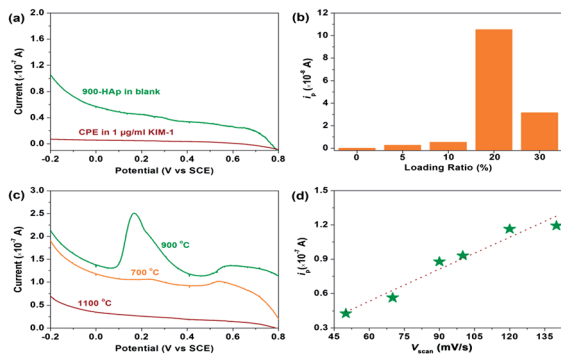 (a)
2.0
1.6
1.2
0.8
0.4
0.0
Current (·10⁻⁷ A)
900-HAp in blank
CPE in 1 µg/ml KIM-1
-0.2 0.0 0.2 0.4 0.6 0.8
Potential (V vs SCE)
(b)
12
10
8
6
4
2
0
iₚ (·10⁻⁸ A)
0 5 10 20 30
Loading Ratio (%)
(c)
3.0
2.5
2.0
1.5
1.0
0.5
0.0
Current (·10⁻⁷ A)
900 °C
700 °C
1100 °C
-0.2 0.0 0.2 0.4 0.6 0.8
Potential (V vs SCE)
(d)
1.5
1.2
0.9
0.6
0.3
iₚ (·10⁻⁷ A)
45 60 75 90 105 120 135
Vscan (mV/s)